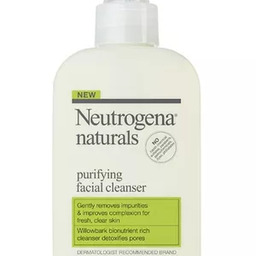 NEW
Neutrogena®
naturals
purifying
facial cleanser
NO
Gently removes impurities
& improves complexion for
fresh, clear skin
Willowbark bionutrient rich
cleanser detoxifies pores
DERMATOLOGIST RECOMMENDED BRAND